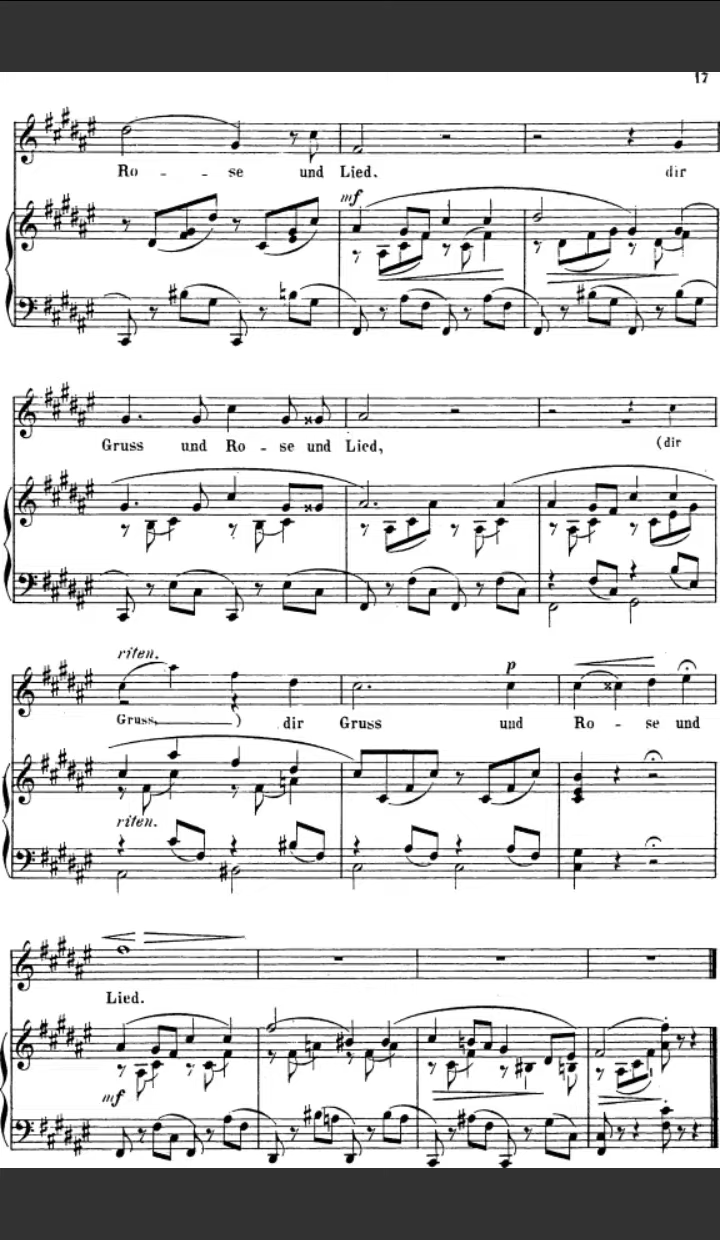 17
Ro - - - se und Lied. dir
mf
Gruss und Ro - se und Lied, (dir
riten.
p
Gruss, ) dir Gruss und Ro - se und
riten.
Lied.
mf